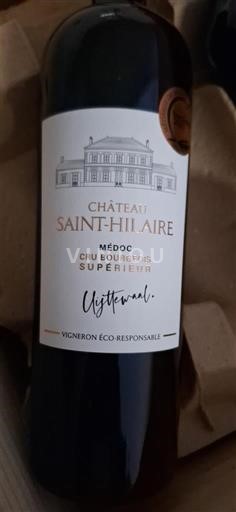 CHÂTEAU
SAINT-HILAIRE
MÉDOC
CRU BOURGEOIS
SUPÉRIEUR
Uijttewaal.
VIGNERON ÉCO-RESPONSABLE